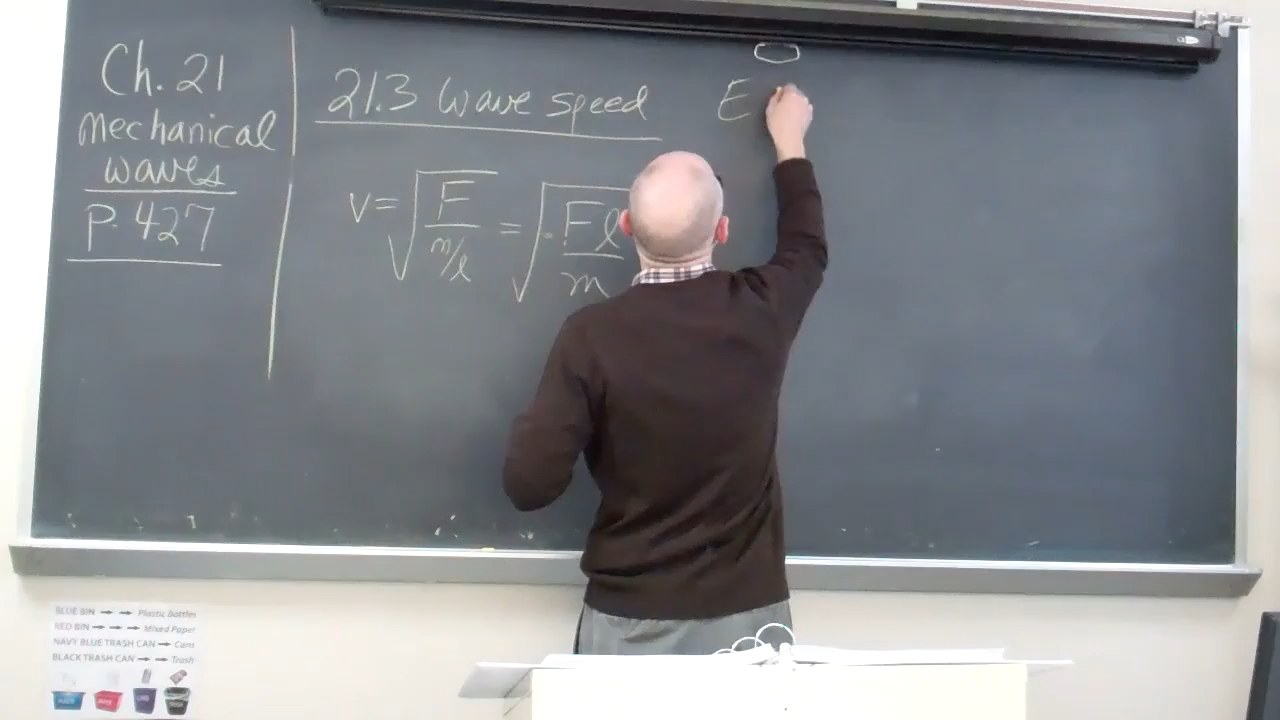 Ch. 21
mechanical
waves
P. 427
21.3 wave speed
v = √(F / m/l) = √(Fl / m)
E
BLUE BIN → → Plastic Bottles
RED BIN → → → Mixed Paper
NAVY BLUE TRASH CAN → Cans
BLACK TRASH CAN → → Trash